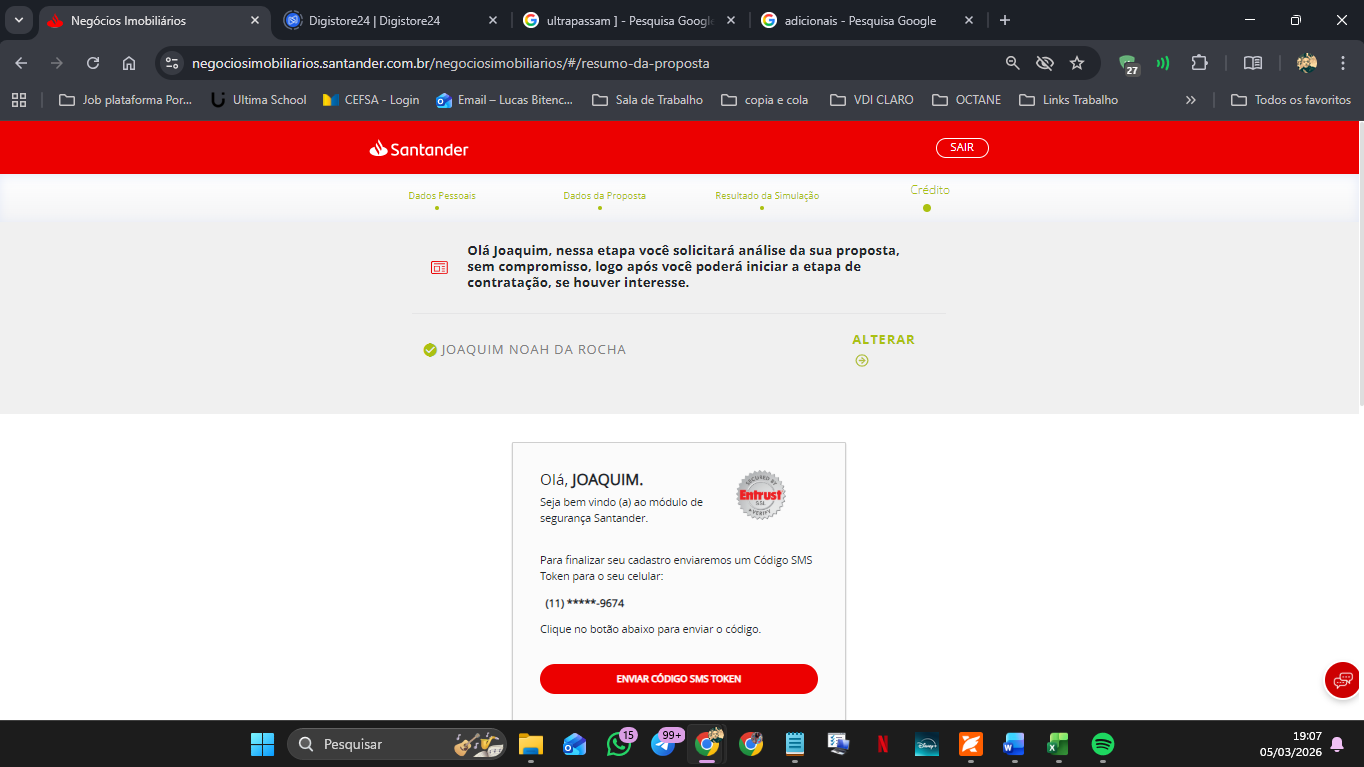 Negócios Imobiliários
Digistore24 | Digistore24
ultrapassam ] - Pesquisa Google
adicionais - Pesquisa Google
negociosimobiliarios.santander.com.br/negociosimobiliarios/#/resumo-da-proposta
27
Job plataforma Por...
Ultima School
CEFSA - Login
Email – Lucas Bitenc...
Sala de Trabalho
copia e cola
VDI CLARO
OCTANE
Links Trabalho
Todos os favoritos
Santander
SAIR
Dados Pessoais
Dados da Proposta
Resultado da Simulação
Crédito
Olá Joaquim, nessa etapa você solicitará análise da sua proposta,
sem compromisso, logo após você poderá iniciar a etapa de
contratação, se houver interesse.
JOAQUIM NOAH DA ROCHA
ALTERAR
Olá, JOAQUIM.
Seja bem vindo (a) ao módulo de
segurança Santander.
SECURED BY
Entrust
SSL
VERIFY
Para finalizar seu cadastro enviaremos um Código SMS
Token para o seu celular:
(11) *****-9674
Clique no botão abaixo para enviar o código.
ENVIAR CÓDIGO SMS TOKEN
Pesquisar
15
99+
Disney+
19:07
05/03/2026